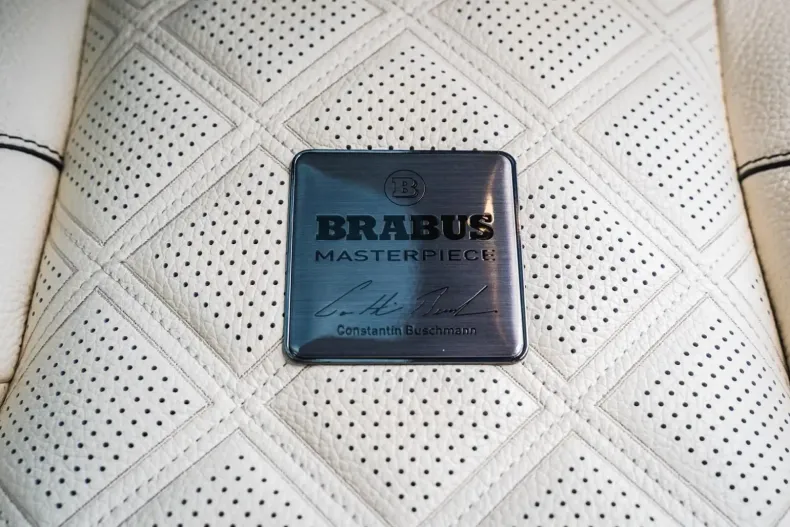 B
BRABUS
MASTERPIECE
Constantin Buschmann